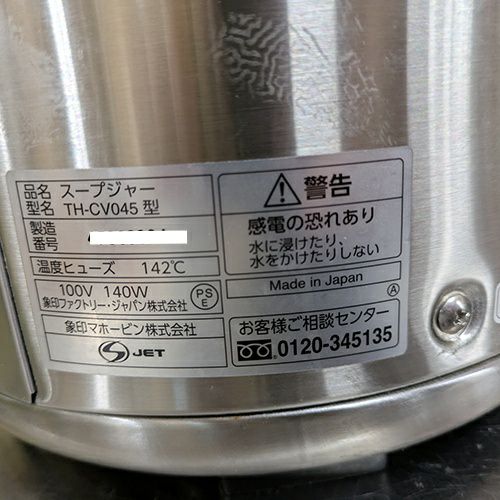 品名 スープジャー
型名 TH-CV045 型
製造
番号
温度ヒューズ 142℃
100V 140W
象印ファクトリー・ジャパン株式会社
PS
E
象印マホービン株式会社
S JET
警告
感電の恐れあり
水に浸けたり、
水をかけたりしない
Made in Japan
A
お客様ご相談センター
0120-345135